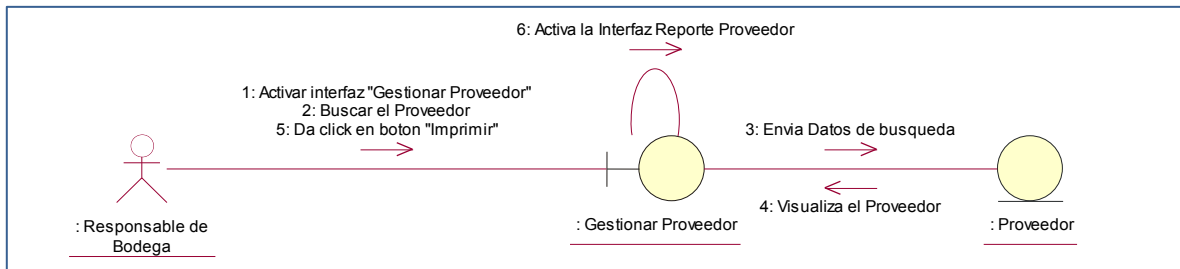 6: Activa la Interfaz Reporte Proveedor
1: Activar interfaz "Gestionar Proveedor"
2: Buscar el Proveedor
5: Da click en boton "Imprimir"
3: Envia Datos de busqueda
4: Visualiza el Proveedor
: Responsable de
Bodega
: Gestionar Proveedor
: Proveedor